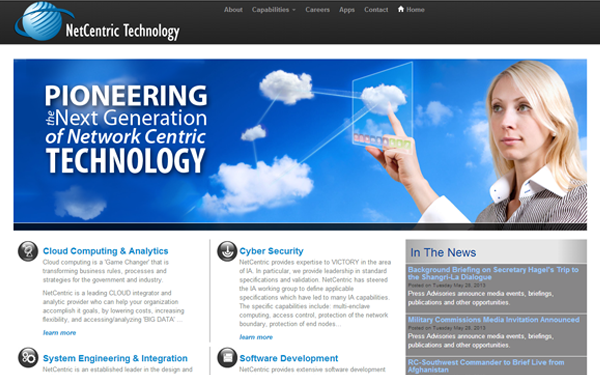 NetCentric Technology
About Capabilities Careers Apps Contact Home
PIONEERING
the Next Generation
of Network Centric
TECHNOLOGY
Cloud Computing & Analytics
Cloud computing is a 'Game Changer' that is
transforming business rules, processes and
strategies for the government and industry.
NetCentric is a leading CLOUD integrator and
analytic provider who can help your organization
accomplish it goals, by lowering costs, increasing
flexibility, and accessing/analyzing 'BIG DATA' ...
learn more
System Engineering & Integration
NetCentric is an established leader in the design and
Cyber Security
NetCentric provides expertise to VICTORY in the area
of IA. In particular, we provide leadership in standard
specifications and validation. NetCentric has steered
the IA working group to define applicable
specifications which have led to many IA capabilities.
The specific capabilities include: multi-enclave
computing, access control, protection of the network
boundary, protection of end nodes...
learn more
Software Development
NetCentric provides extensive software development
In The News
Background Briefing on Secretary Hagel's Trip to
the Shangri-La Dialogue
Posted on Tuesday May 28, 2013
Press Advisories announce media events, briefings,
publications and other opportunities.
Military Commissions Media Invitation Announced
Posted on Tuesday May 28, 2013
Press Advisories announce media events, briefings,
publications and other opportunities.
RC-Southwest Commander to Brief Live from
Afghanistan